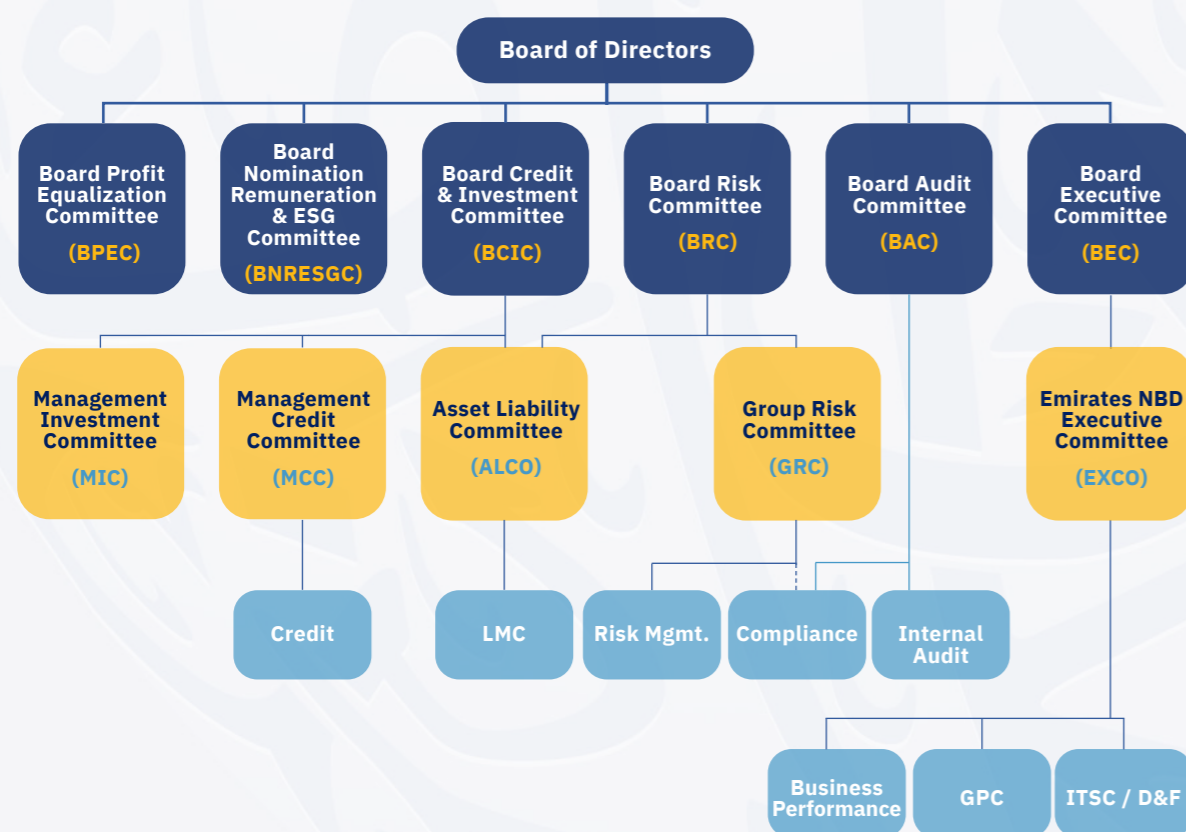 Board of Directors
Board Profit
Equalization
Committee
(BPEC)
Board
Nomination
Remuneration
& ESG
Committee
(BNRESGC)
Board Credit
& Investment
Committee
(BCIC)
Board Risk
Committee
(BRC)
Board Audit
Committee
(BAC)
Board
Executive
Committee
(BEC)
Management
Investment
Committee
(MIC)
Management
Credit
Committee
(MCC)
Asset Liability
Committee
(ALCO)
Group Risk
Committee
(GRC)
Emirates NBD
Executive
Committee
(EXCO)
Credit
LMC
Risk Mgmt.
Compliance
Internal
Audit
Business
Performance
GPC
ITSC / D&F